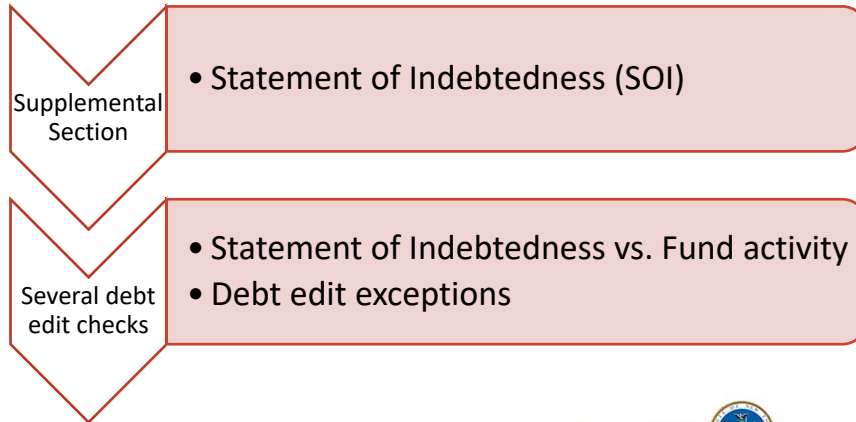 Supplemental
Section
• Statement of Indebtedness (SOI)
Several debt
edit checks
• Statement of Indebtedness vs. Fund activity
• Debt edit exceptions